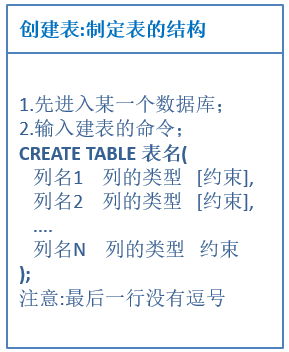 创建表:制定表的结构
1.先进入某一个数据库；
2.输入建表的命令；
CREATE TABLE 表名(
列名1 列的类型 [约束],
列名2 列的类型 [约束],
....
列名N 列的类型 约束
);
注意:最后一行没有逗号